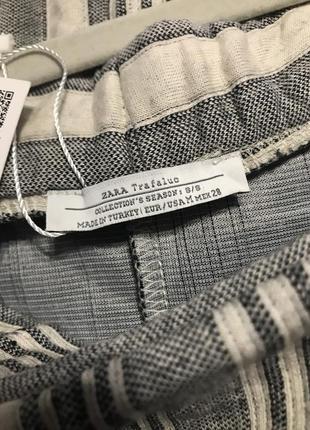 ZARA Trafaluc
COLLECTION'S SEASON: S/S
MADE IN TURKEY: EUR/USA M MEX 28